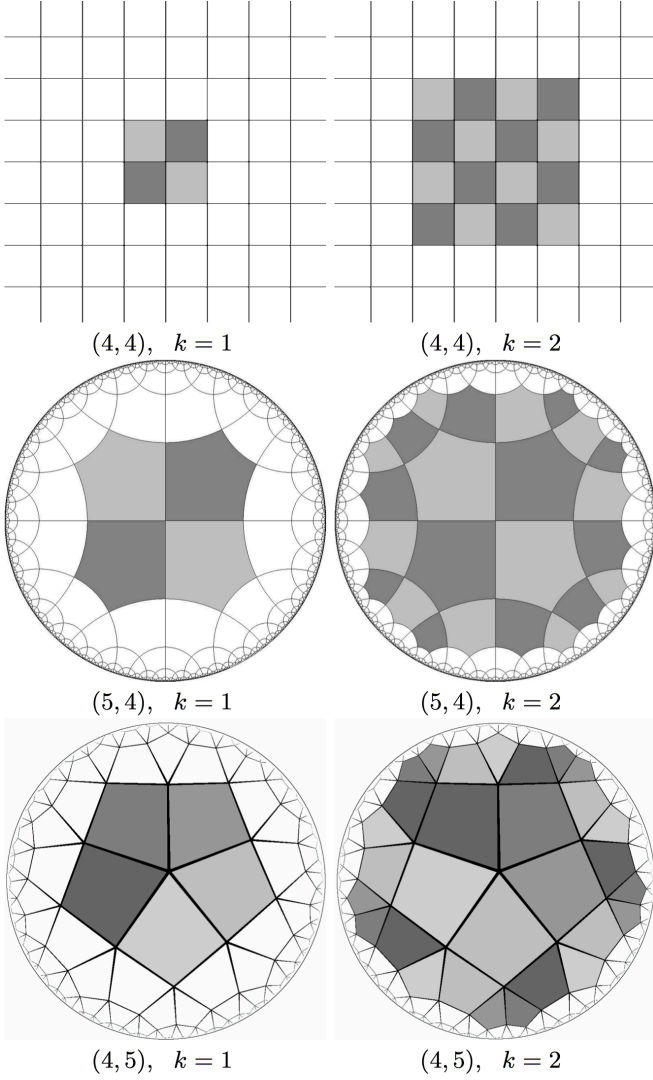 (4, 4), k = 1 (4, 4), k = 2
(5, 4), k = 1 (5, 4), k = 2
(4, 5), k = 1 (4, 5), k = 2